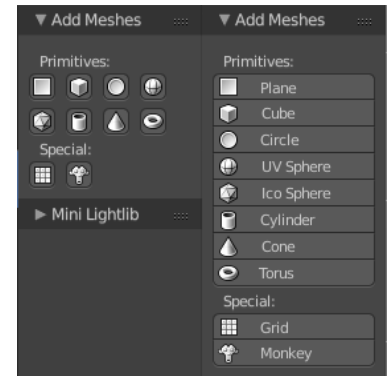 Add Meshes
Primitives:
Special:
Mini Lightlib
Add Meshes
Primitives:
Plane
Cube
Circle
UV Sphere
Ico Sphere
Cylinder
Cone
Torus
Special:
Grid
Monkey